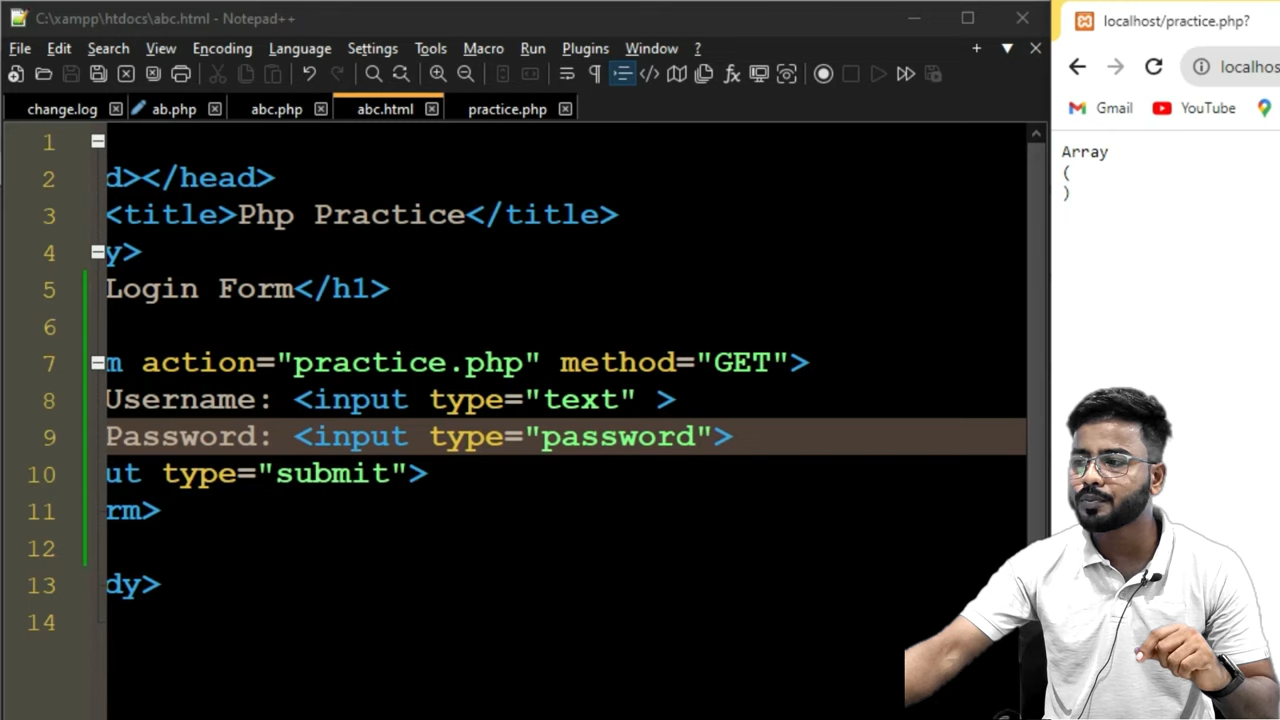 C:\xampp\htdocs\abc.html - Notepad++
File Edit Search View Encoding Language Settings Tools Macro Run Plugins Window ?
change.log ab.php abc.php abc.html practice.php
1
2 d></head>
3 <title>Php Practice</title>
4 y>
5 Login Form</h1>
6
7 m action="practice.php" method="GET">
8 Username: <input type="text" >
9 Password: <input type="password">
10 ut type="submit">
11 rm>
12
13 dy>
14
localhost/practice.php?
localhos
Gmail YouTube
Array
(
)